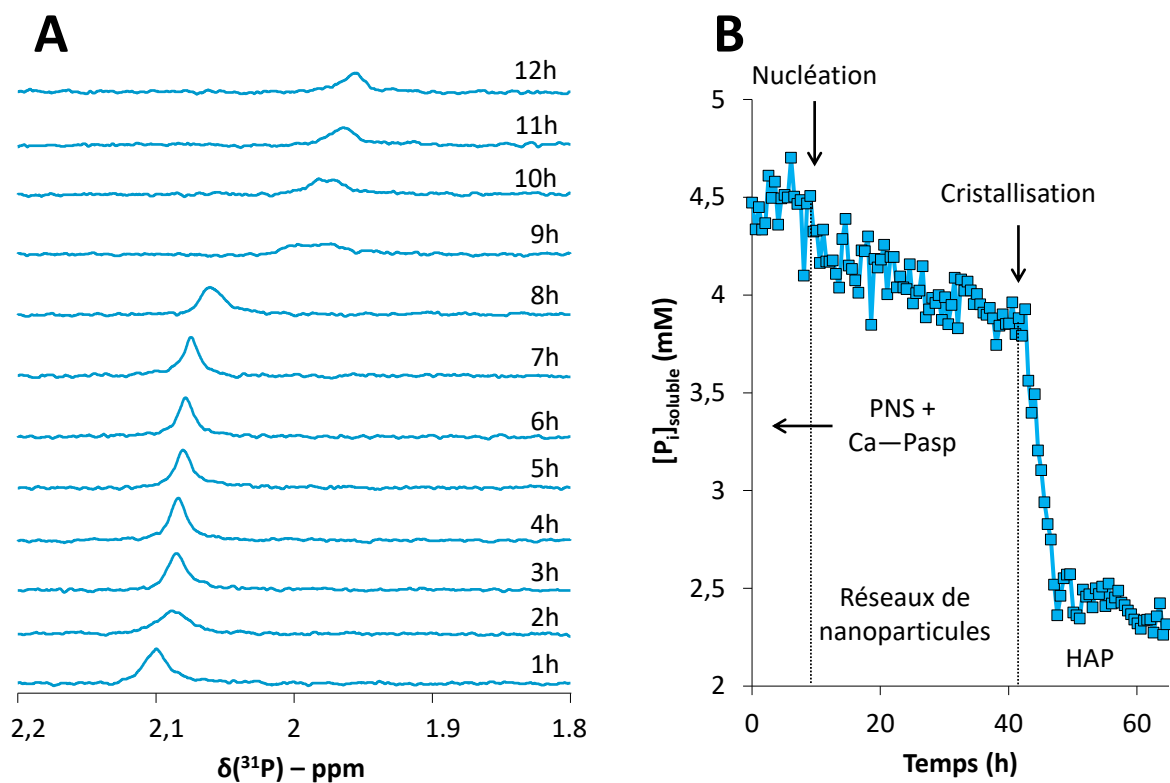 A
12h
11h
10h
9h
8h
7h
6h
5h
4h
3h
2h
1h
2,2
2,1
2
1.9
1.8
δ(³¹P) – ppm
B
Nucléation
Cristallisation
5
4,5
4
3,5
3
2,5
2
[Pᵢ]soluble (mM)
PNS +
Ca—Pasp
Réseaux de
nanoparticules
HAP
0
20
40
60
Temps (h)